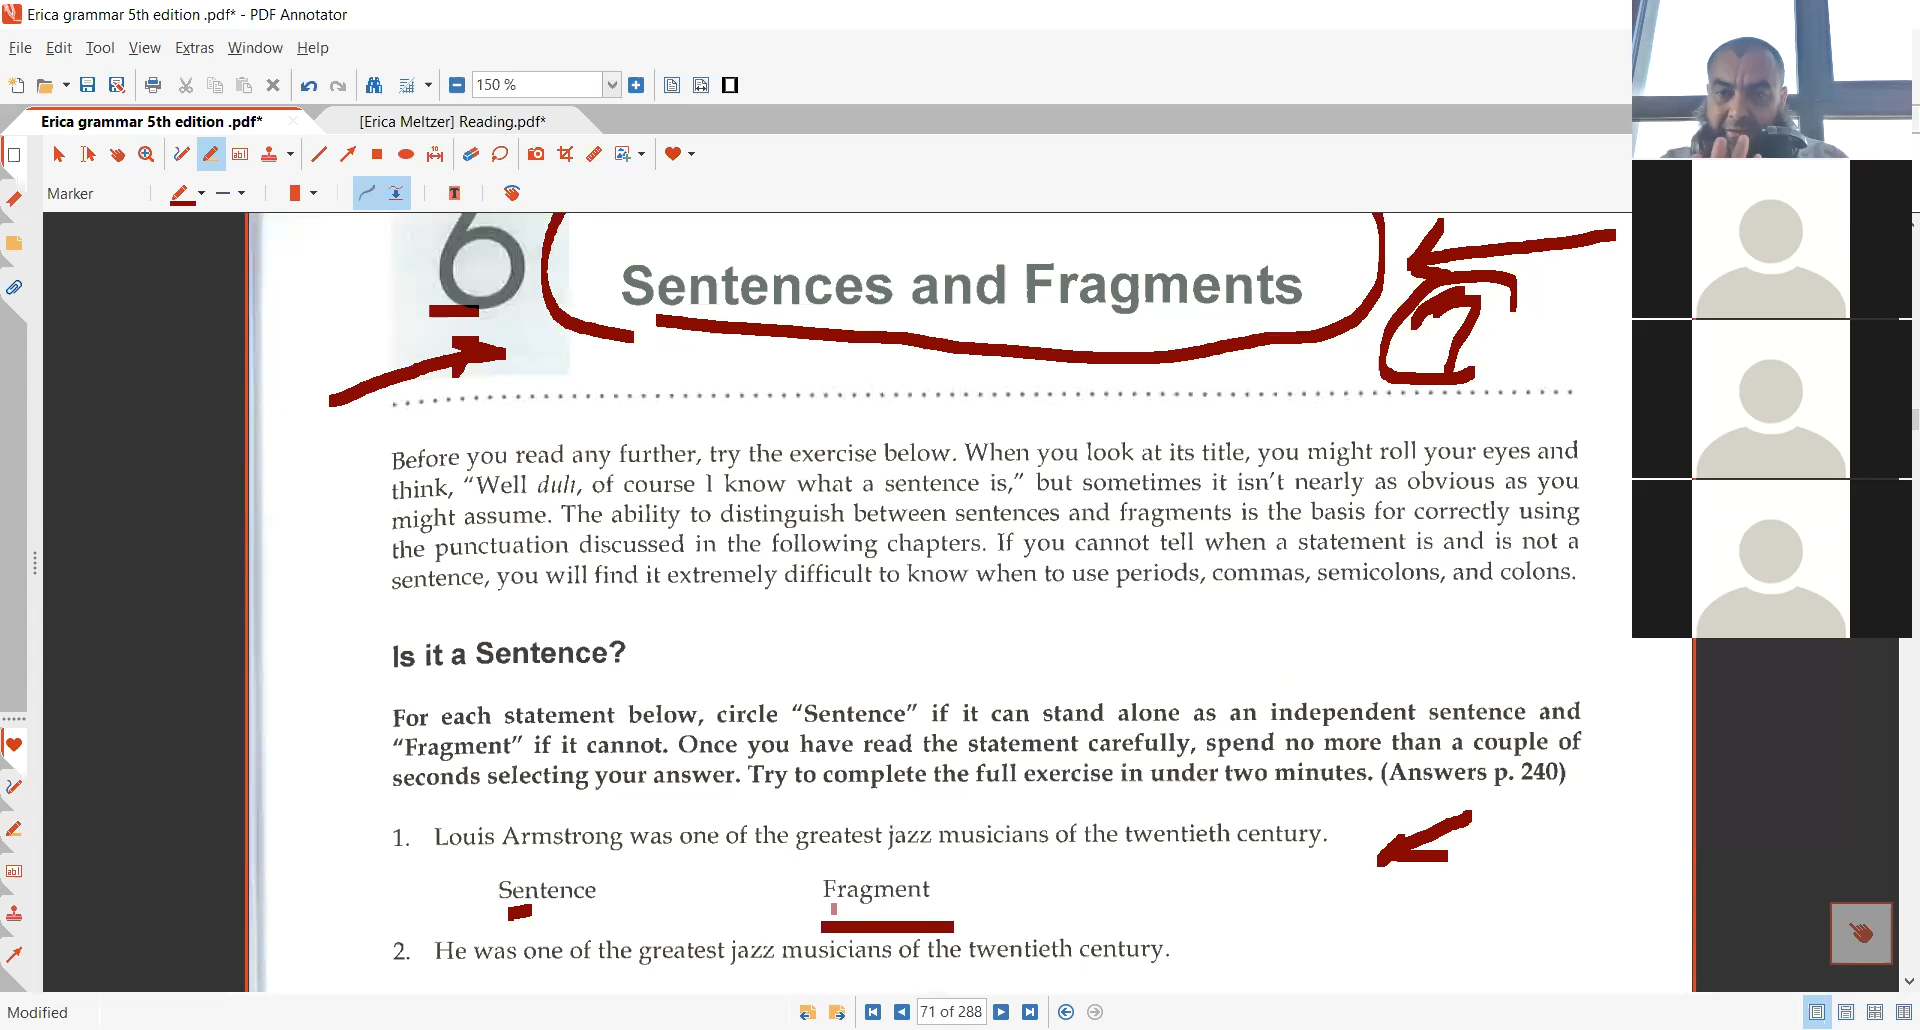 Erica grammar 5th edition .pdf* - PDF Annotator
File Edit Tool View Extras Window Help
150 %
Erica grammar 5th edition .pdf*
[Erica Meltzer] Reading.pdf*
Marker
6
Sentences and Fragments
Before you read any further, try the exercise below. When you look at its title, you might roll your eyes and
think, “Well duh, of course I know what a sentence is,” but sometimes it isn’t nearly as obvious as you
might assume. The ability to distinguish between sentences and fragments is the basis for correctly using
the punctuation discussed in the following chapters. If you cannot tell when a statement is and is not a
sentence, you will find it extremely difficult to know when to use periods, commas, semicolons, and colons.
Is it a Sentence?
For each statement below, circle “Sentence” if it can stand alone as an independent sentence and
“Fragment” if it cannot. Once you have read the statement carefully, spend no more than a couple of
seconds selecting your answer. Try to complete the full exercise in under two minutes. (Answers p. 240)
1. Louis Armstrong was one of the greatest jazz musicians of the twentieth century.
Sentence Fragment
2. He was one of the greatest jazz musicians of the twentieth century.
Modified
71 of 288